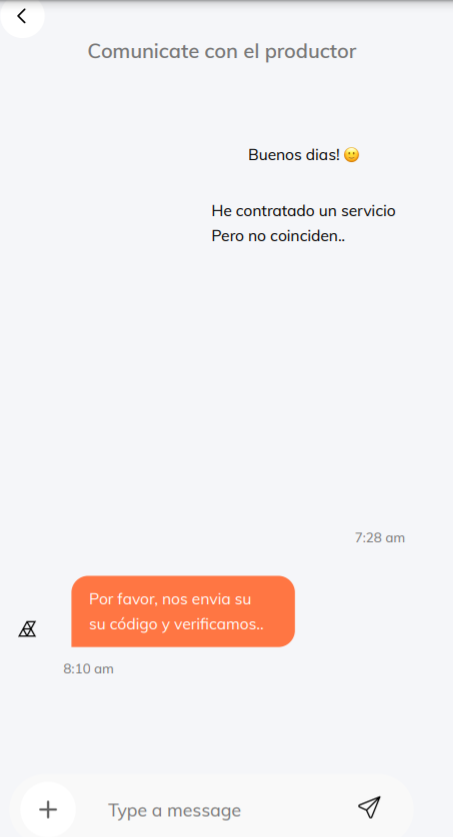 Comunicate con el productor
Buenos dias! 🙂
He contratado un servicio
Pero no coinciden..
7:28 am
Por favor, nos envia su
su código y verificamos..
8:10 am
Type a message